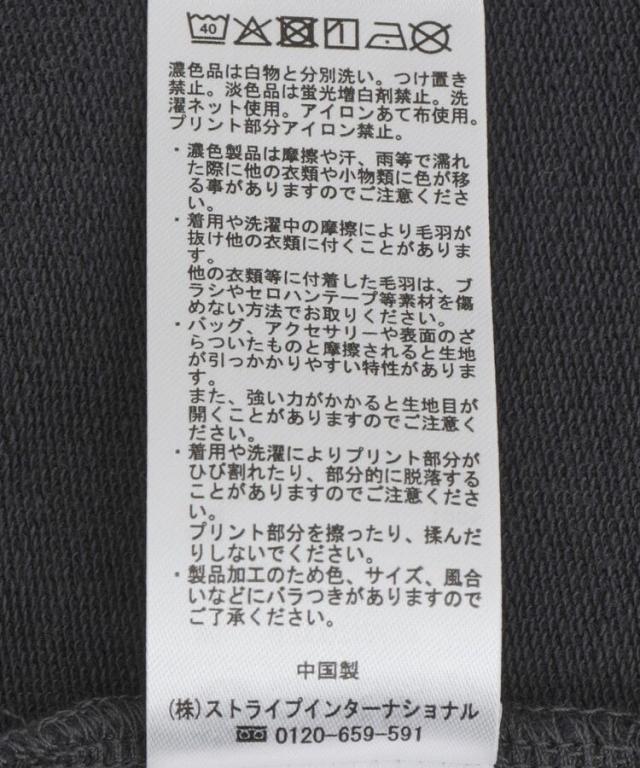 40
濃色品は白物と分別洗い。つけ置き
禁止。淡色品は蛍光増白剤禁止。洗
濯ネット使用。アイロンあて布使用。
プリント部分アイロン禁止。
・濃色製品は摩擦や汗、雨等で濡れ
た際に他の衣類や小物類に色が移
る事がありますのでご注意くださ
い。
・着用や洗濯中の摩擦により毛羽が
抜け他の衣類に付くことがありま
す。
他の衣類等に付着した毛羽は、ブ
ラシやセロハンテープ等素材を傷
めない方法でお取りください。
・バッグ、アクセサリーや表面のざ
らついたものと摩擦されると生地
が引っかかりやすい特性がありま
す。
また、強い力がかかると生地目が
開くことがありますのでご注意く
ださい。
・着用や洗濯によりプリント部分が
ひび割れたり、部分的に脱落する
ことがありますのでご注意くださ
い。
プリント部分を擦ったり、揉んだ
りしないでください。
・製品加工のため色、サイズ、風合
いなどにバラつきがありますので
ご了承ください。
中国製
(株)ストライプインターナショナル
0120-659-591